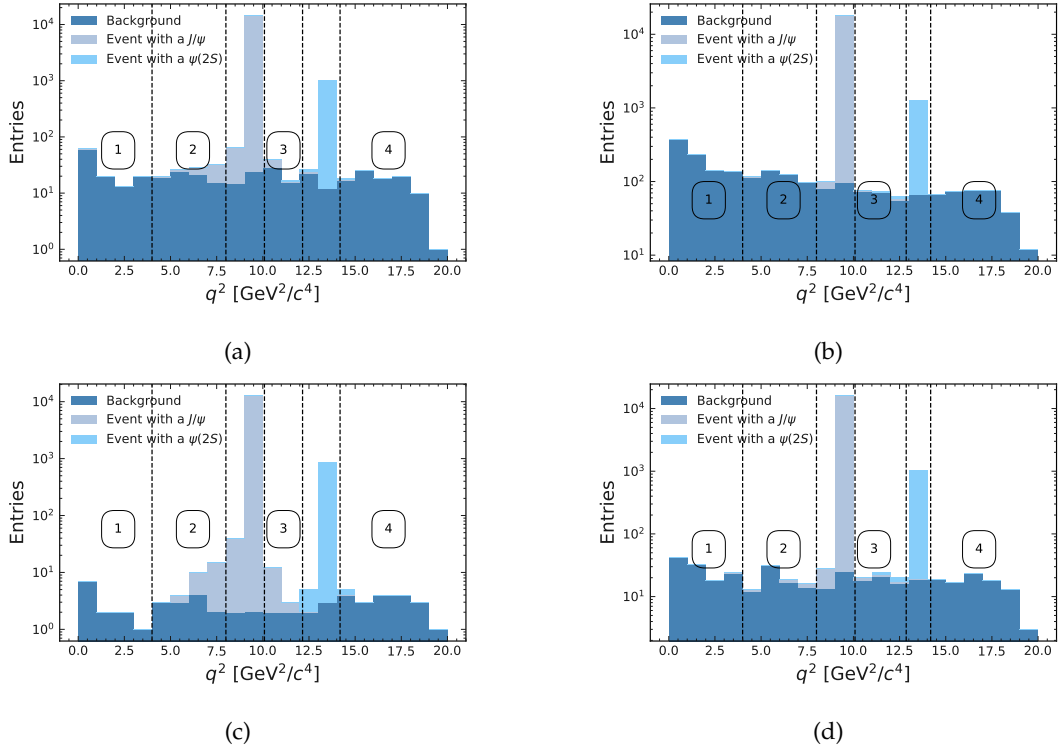 Background
Event with a J/ψ
Event with a ψ(2S)
Entries
10⁴
10³
10²
10¹
10⁰
1
2
3
4
0.0 2.5 5.0 7.5 10.0 12.5 15.0 17.5 20.0
q² [GeV²/c⁴]
(a)
Background
Event with a J/ψ
Event with a ψ(2S)
Entries
10⁴
10³
10²
10¹
1
2
3
4
0.0 2.5 5.0 7.5 10.0 12.5 15.0 17.5 20.0
q² [GeV²/c⁴]
(b)
Background
Event with a J/ψ
Event with a ψ(2S)
Entries
10⁴
10³
10²
10¹
10⁰
1
2
3
4
0.0 2.5 5.0 7.5 10.0 12.5 15.0 17.5 20.0
q² [GeV²/c⁴]
(c)
Background
Event with a J/ψ
Event with a ψ(2S)
Entries
10⁴
10³
10²
10¹
1
2
3
4
0.0 2.5 5.0 7.5 10.0 12.5 15.0 17.5 20.0
q² [GeV²/c⁴]
(d)